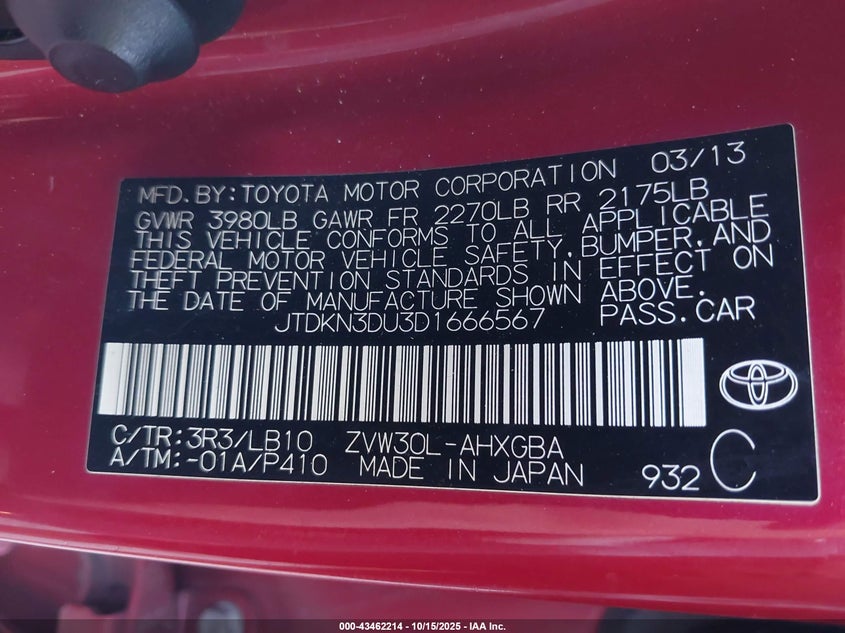 MFD. BY: TOYOTA MOTOR CORPORATION 03/13
GVWR 3980LB GAWR FR 2270LB RR 2175LB
THIS VEHICLE CONFORMS TO ALL APPLICABLE
FEDERAL MOTOR VEHICLE SAFETY, BUMPER, AND
THEFT PREVENTION STANDARDS IN EFFECT ON
THE DATE OF MANUFACTURE SHOWN ABOVE.
JTDKN3DU3D1666567 PASS. CAR
C/TR: 3R3/LB10 ZVW30L-AHXGBA
A/TM: -01A/P410 MADE IN JAPAN 932 C
000-43462214 - 10/15/2025 - IAA Inc.